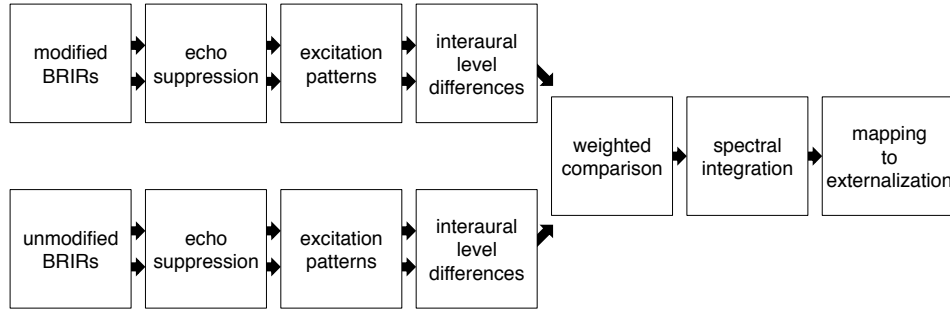 modified
BRIRs
echo
suppression
excitation
patterns
interaural
level
differences
weighted
comparison
spectral
integration
mapping
to
externalization
unmodified
BRIRs
echo
suppression
excitation
patterns
interaural
level
differences